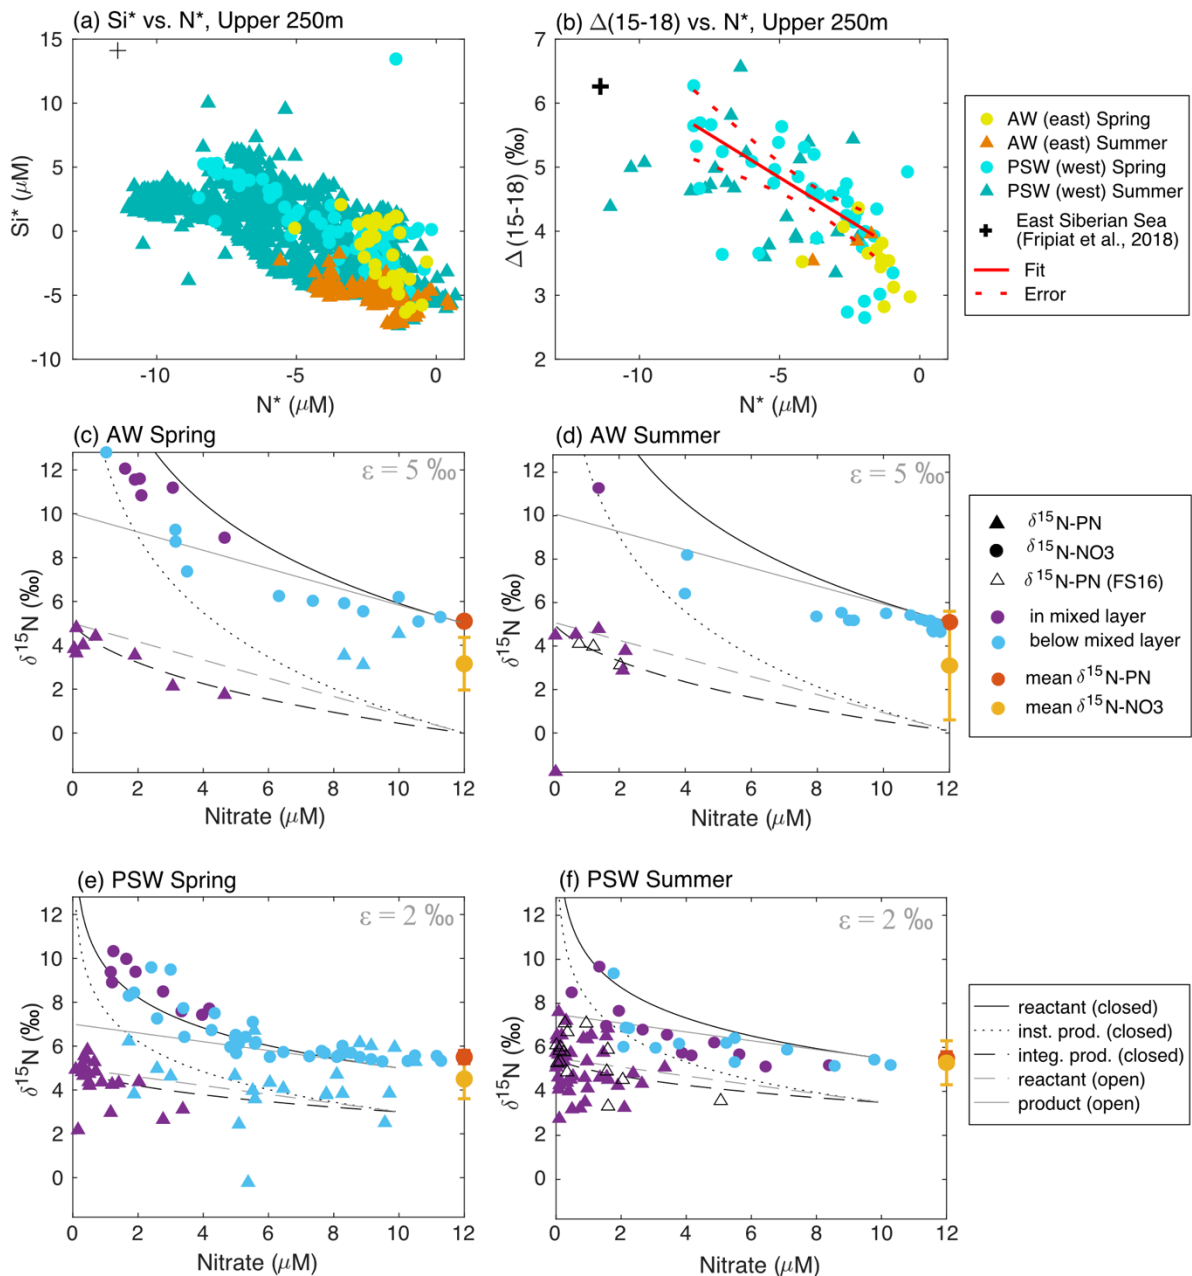 (a) Si* vs. N*, Upper 250m
15
10
5
0
-5
-10
Si* (μM)
-10
-5
0
N* (μM)
(b) Δ(15-18) vs. N*, Upper 250m
7
6
5
4
3
2
Δ(15-18) (‰)
-10
-5
0
N* (μM)
AW (east) Spring
AW (east) Summer
PSW (west) Spring
PSW (west) Summer
East Siberian Sea
(Fripiat et al., 2018)
Fit
Error
(c) AW Spring
ε = 5 ‰
12
10
8
6
4
2
0
δ15N (‰)
0 2 4 6 8 10 12
Nitrate (μM)
(d) AW Summer
ε = 5 ‰
12
10
8
6
4
2
0
δ15N (‰)
0 2 4 6 8 10 12
Nitrate (μM)
δ15N-PN
δ15N-NO3
δ15N-PN (FS16)
in mixed layer
below mixed layer
mean δ15N-PN
mean δ15N-NO3
(e) PSW Spring
ε = 2 ‰
12
10
8
6
4
2
0
δ15N (‰)
0 2 4 6 8 10 12
Nitrate (μM)
(f) PSW Summer
ε = 2 ‰
12
10
8
6
4
2
0
δ15N (‰)
0 2 4 6 8 10 12
Nitrate (μM)
reactant (closed)
inst. prod. (closed)
integ. prod. (closed)
reactant (open)
product (open)